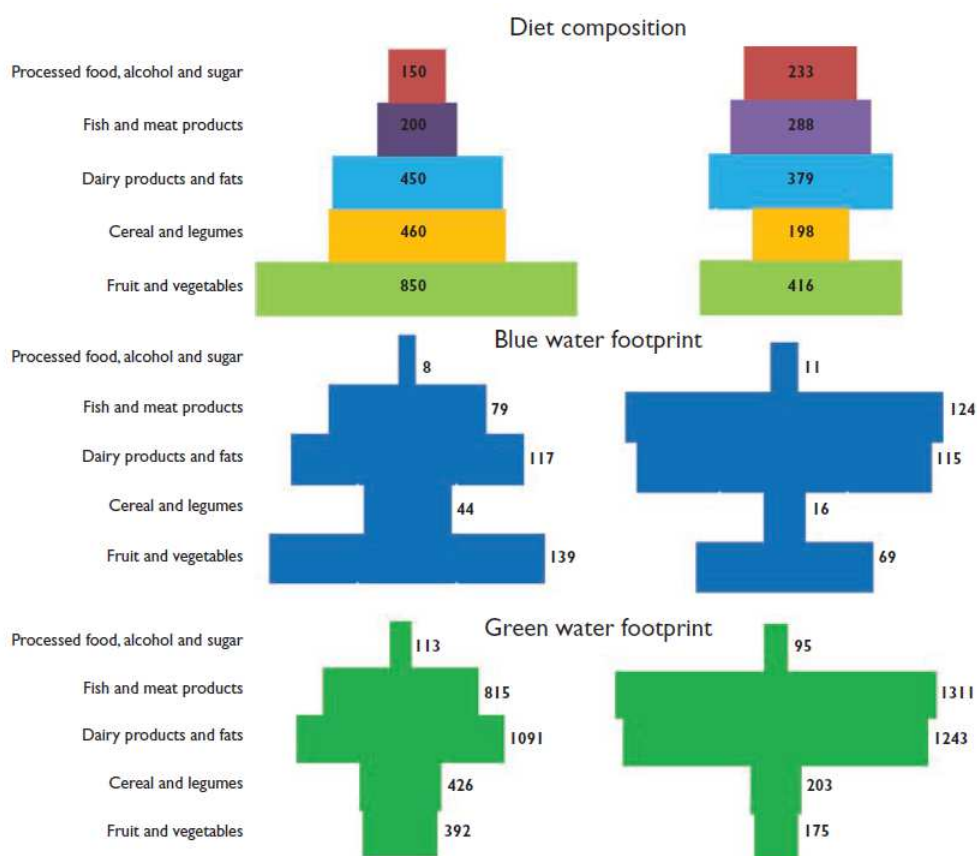 Diet composition
Processed food, alcohol and sugar 150 233
Fish and meat products 200 288
Dairy products and fats 450 379
Cereal and legumes 460 198
Fruit and vegetables 850 416
Blue water footprint
Processed food, alcohol and sugar 8 11
Fish and meat products 79 124
Dairy products and fats 117 115
Cereal and legumes 44 16
Fruit and vegetables 139 69
Green water footprint
Processed food, alcohol and sugar 113 95
Fish and meat products 815 1311
Dairy products and fats 1091 1243
Cereal and legumes 426 203
Fruit and vegetables 392 175